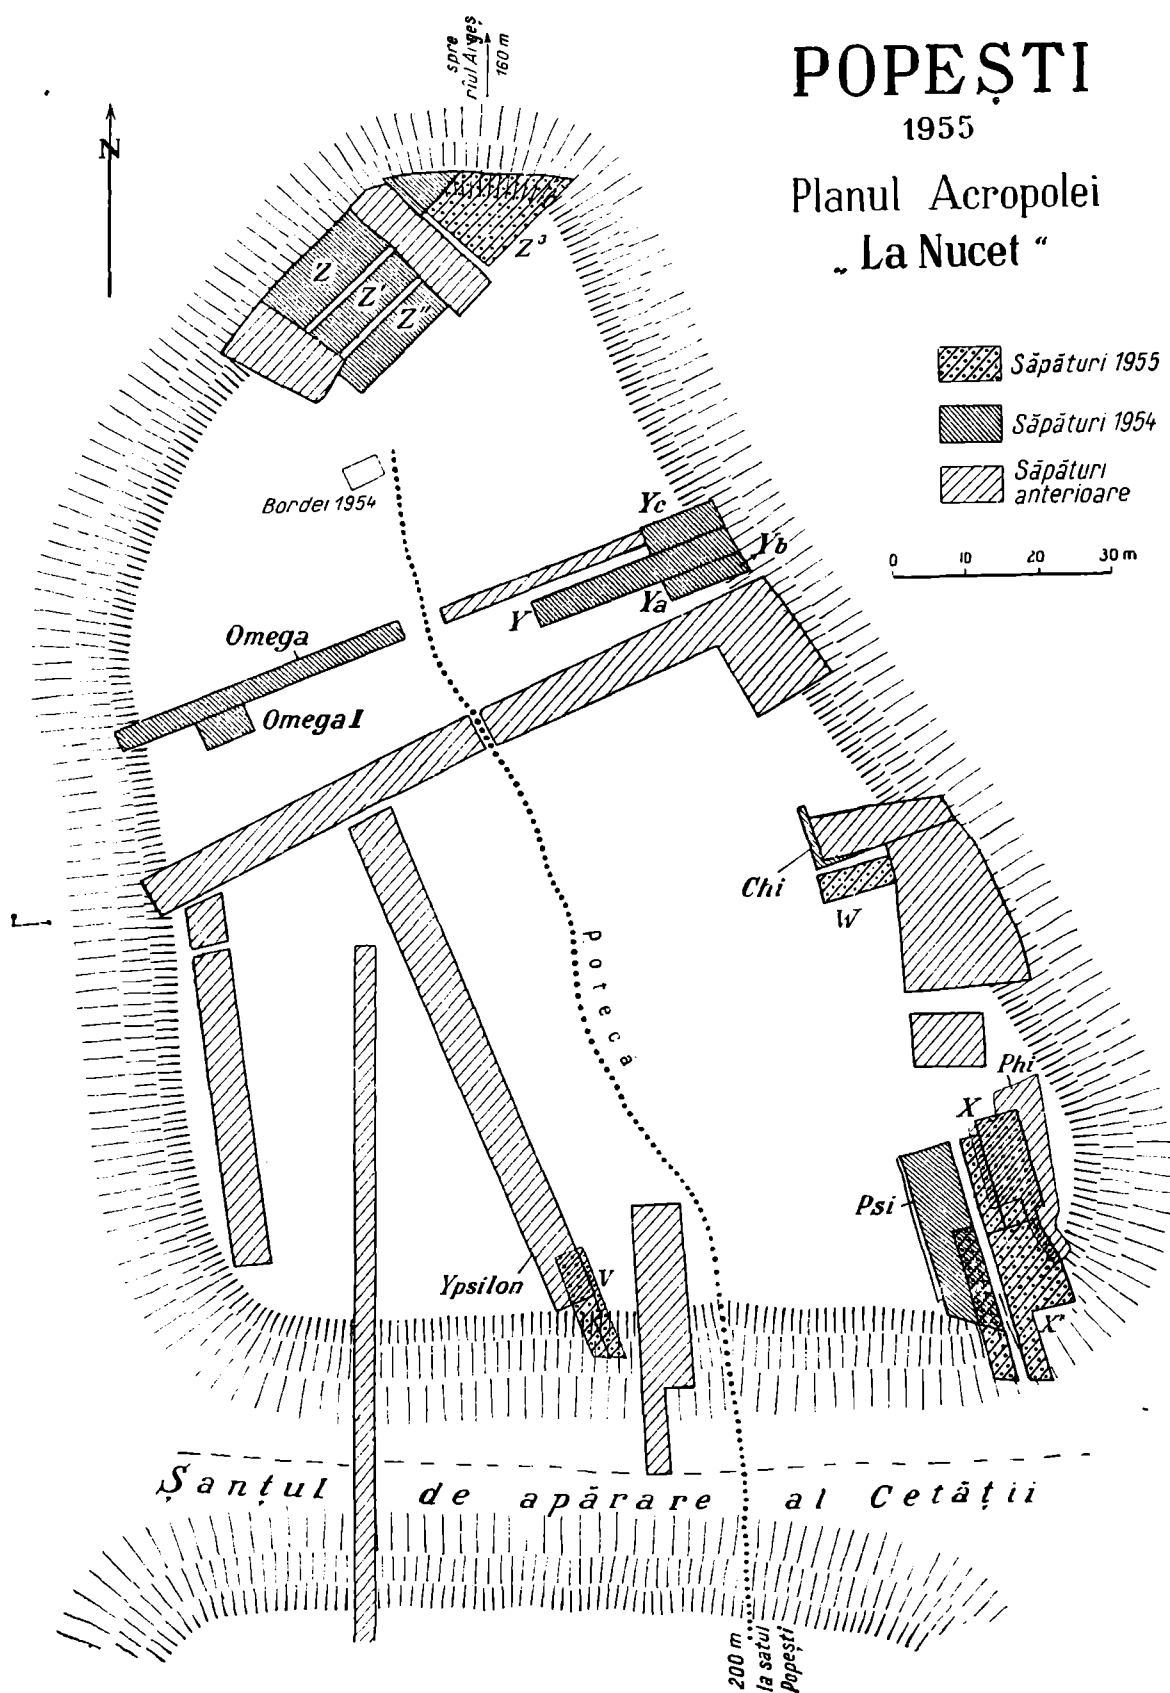 spre
rîul Argeș
160 m
POPEȘTI
1955
Planul Acropolei
„ La Nucet “
N
Z³
Z
Z'
Z"
Săpături 1955
Săpături 1954
Săpături
anterioare
0 10 20 30 m
Bordei 1954
Yc
Yb
Ya
Y
Omega
Omega I
Chi
W
Potecă
Phi
X
Psi
Ypsilon
V
X'
Șanțul de apărare al Cetății
200 m
la satul
Popești